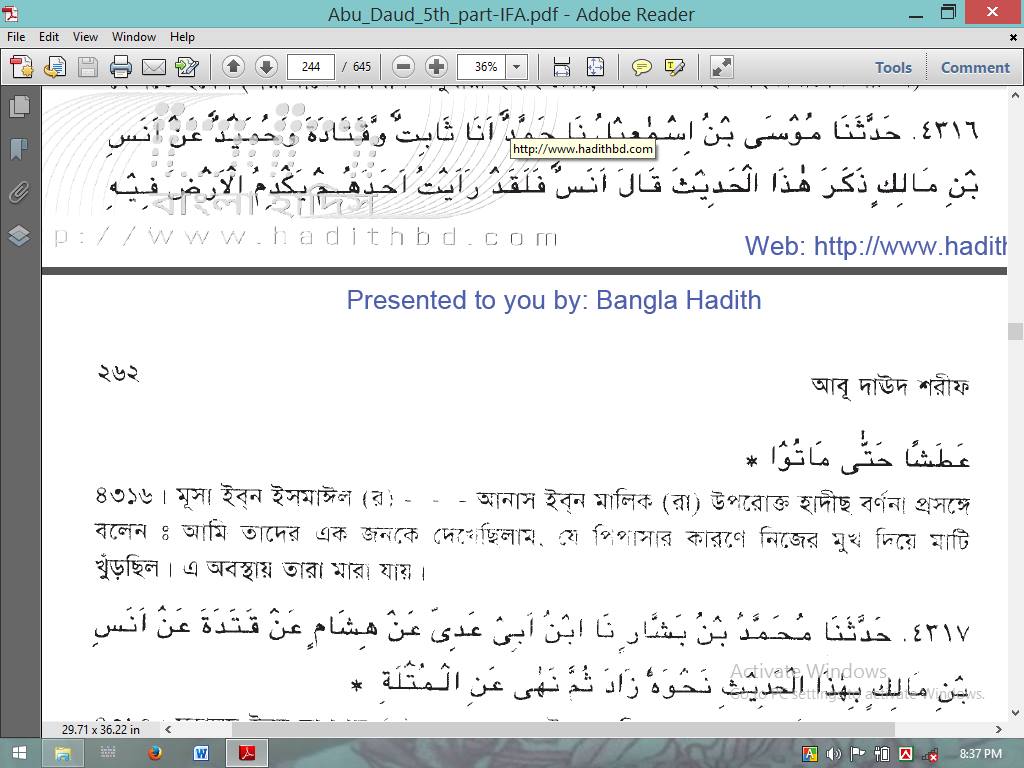 Abu_Daud_5th_part-IFA.pdf - Adobe Reader
File Edit View Window Help
244 / 645 36% Tools Comment
٤٣١٦. حَدَّثَنَا مُوْسَى بْنُ اِسْمٰعِيْلَ نَا حَمَّدٌ اَنَا ثَابِتٌ وَّقَتَادَةُ وَحُمَيْدٌ عَنْ اَنَسِ
http://www.hadithbd.com
بْنِ مَالِكٍ ذَكَرَ هٰذَا الْحَدِيْثَ قَالَ اَنَسٌ فَلَقَدْ رَاَيْتُ اَحَدَهُمْ يَكْدِمُ الْاَرْضَ فِيْهِ
বাংলা হাদিস
p://www.hadithbd.com
Web: http://www.hadith
Presented to you by: Bangla Hadith
২৬২
আবূ দাউদ শরীফ
عَطَشًا حَتّٰى مَاتُوْا *
৪৩১৬। মূসা ইব্‌ন ইসমাঈল (র) - - - আনাস ইব্‌ন মালিক (রা) উপরোক্ত হাদীছ বর্ণনা প্রসঙ্গে
বলেন ঃ আমি তাদের এক জনকে দেখেছিলাম, যে পিপাসার কারণে নিজের মুখ দিয়ে মাটি
খুঁড়ছিল। এ অবস্থায় তারা মারা যায়।
٤٣١٧. حَدَّثَنَا مُحَمَّدُ بْنُ بَشَّارٍ نَا ابْنُ اَبِىْ عَدِىٍّ عَنْ هِشَامٍ عَنْ قَتَدَةَ عَنْ اَنَسِ
بْنِ مَالِكٍ بِهٰذَا الْحَدِيْثِ نَحْوَهُ زَادَ ثُمَّ نَهٰى عَنِ الْمُثْلَةِ *
Activate Windows
Go to PC settings to activate Windows.
29.71 x 36.22 in
8:37 PM